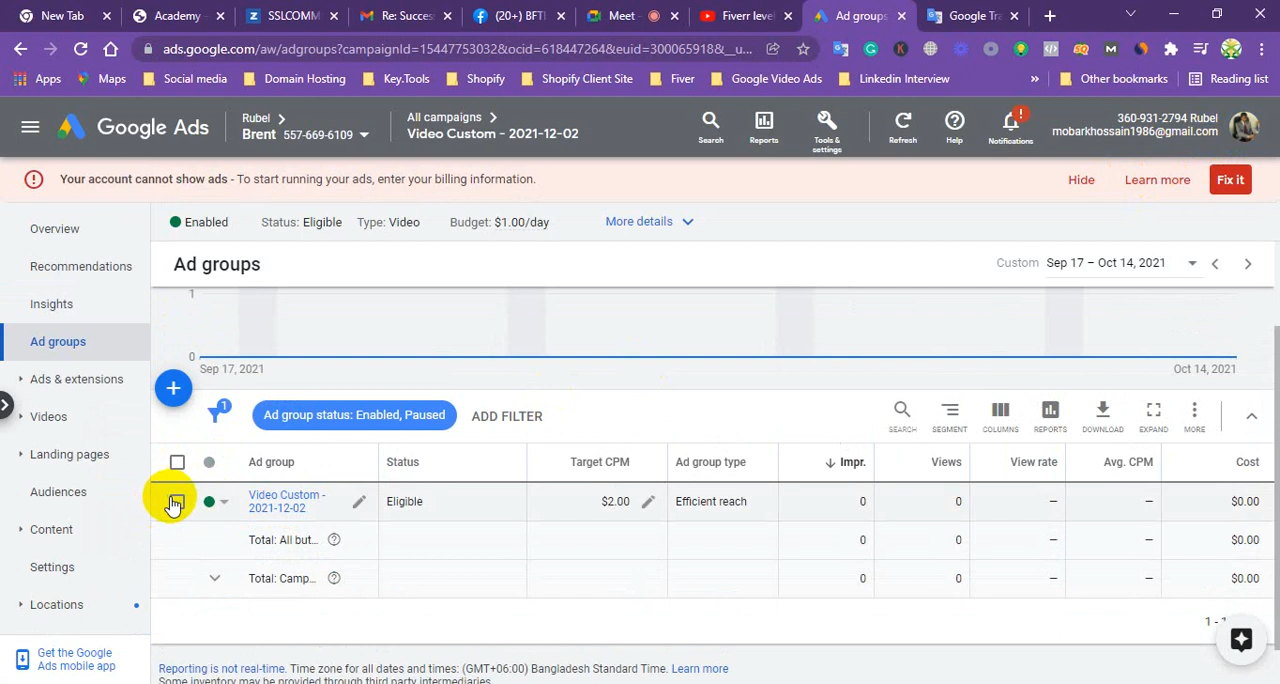 New Tab
Academy -
SSLCOMM
Re: Succes
(20+) BFTI
Meet -
Fiverr level
Ad groups
Google Tra
ads.google.com/aw/adgroups?campaignId=15447753032&ocid=618447264&euid=300065918&__u...
Apps
Maps
Social media
Domain Hosting
Key.Tools
Shopify
Shopify Client Site
Fiver
Google Video Ads
Linkedin Interview
»
Other bookmarks
Reading list
Google Ads
Rubel
Brent 557-669-6109
All campaigns
Video Custom - 2021-12-02
Search
Reports
Tools & settings
Refresh
Help
Notifications
360-931-2794 Rubel
mobarkhossain1986@gmail.com
Your account cannot show ads - To start running your ads, enter your billing information.
Hide
Learn more
Fix it
Enabled
Status: Eligible
Type: Video
Budget: $1.00/day
More details
Overview
Recommendations
Insights
Ad groups
Ads & extensions
Videos
Landing pages
Audiences
Content
Settings
Locations
Get the Google
Ads mobile app
Ad groups
Custom
Sep 17 – Oct 14, 2021
1
0
Sep 17, 2021
Oct 14, 2021
1
Ad group status: Enabled, Paused
ADD FILTER
SEARCH
SEGMENT
COLUMNS
REPORTS
DOWNLOAD
EXPAND
MORE
Ad group
Status
Target CPM
Ad group type
Impr.
Views
View rate
Avg. CPM
Cost
Video Custom -
2021-12-02
Eligible
$2.00
Efficient reach
0
0
–
–
$0.00
Total: All but...
0
0
–
–
$0.00
Total: Camp...
0
0
–
–
$0.00
1 -
Reporting is not real-time. Time zone for all dates and times: (GMT+06:00) Bangladesh Standard Time. Learn more
Some inventory may be provided through third party intermediaries.